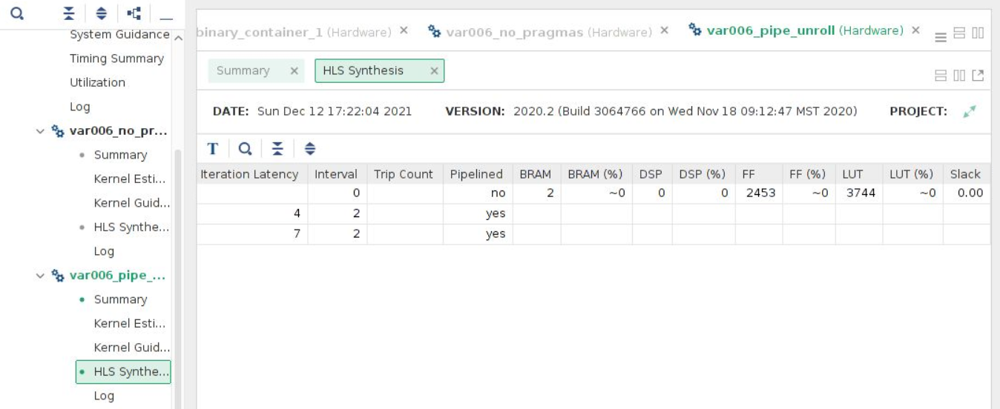 System Guidance
Timing Summary
Utilization
Log
var006_no_pr...
Summary
Kernel Esti...
Kernel Guid...
HLS Synthe...
Log
var006_pipe_...
Summary
Kernel Esti...
Kernel Guid...
HLS Synthe...
Log
binary_container_1 (Hardware) var006_no_pragmas (Hardware) var006_pipe_unroll (Hardware)
Summary HLS Synthesis
DATE: Sun Dec 12 17:22:04 2021 VERSION: 2020.2 (Build 3064766 on Wed Nov 18 09:12:47 MST 2020) PROJECT:
T
Iteration Latency Interval Trip Count Pipelined BRAM BRAM (%) DSP DSP (%) FF FF (%) LUT LUT (%) Slack
0 no 2 ~0 0 0 2453 ~0 3744 ~0 0.00
4 2 yes
7 2 yes